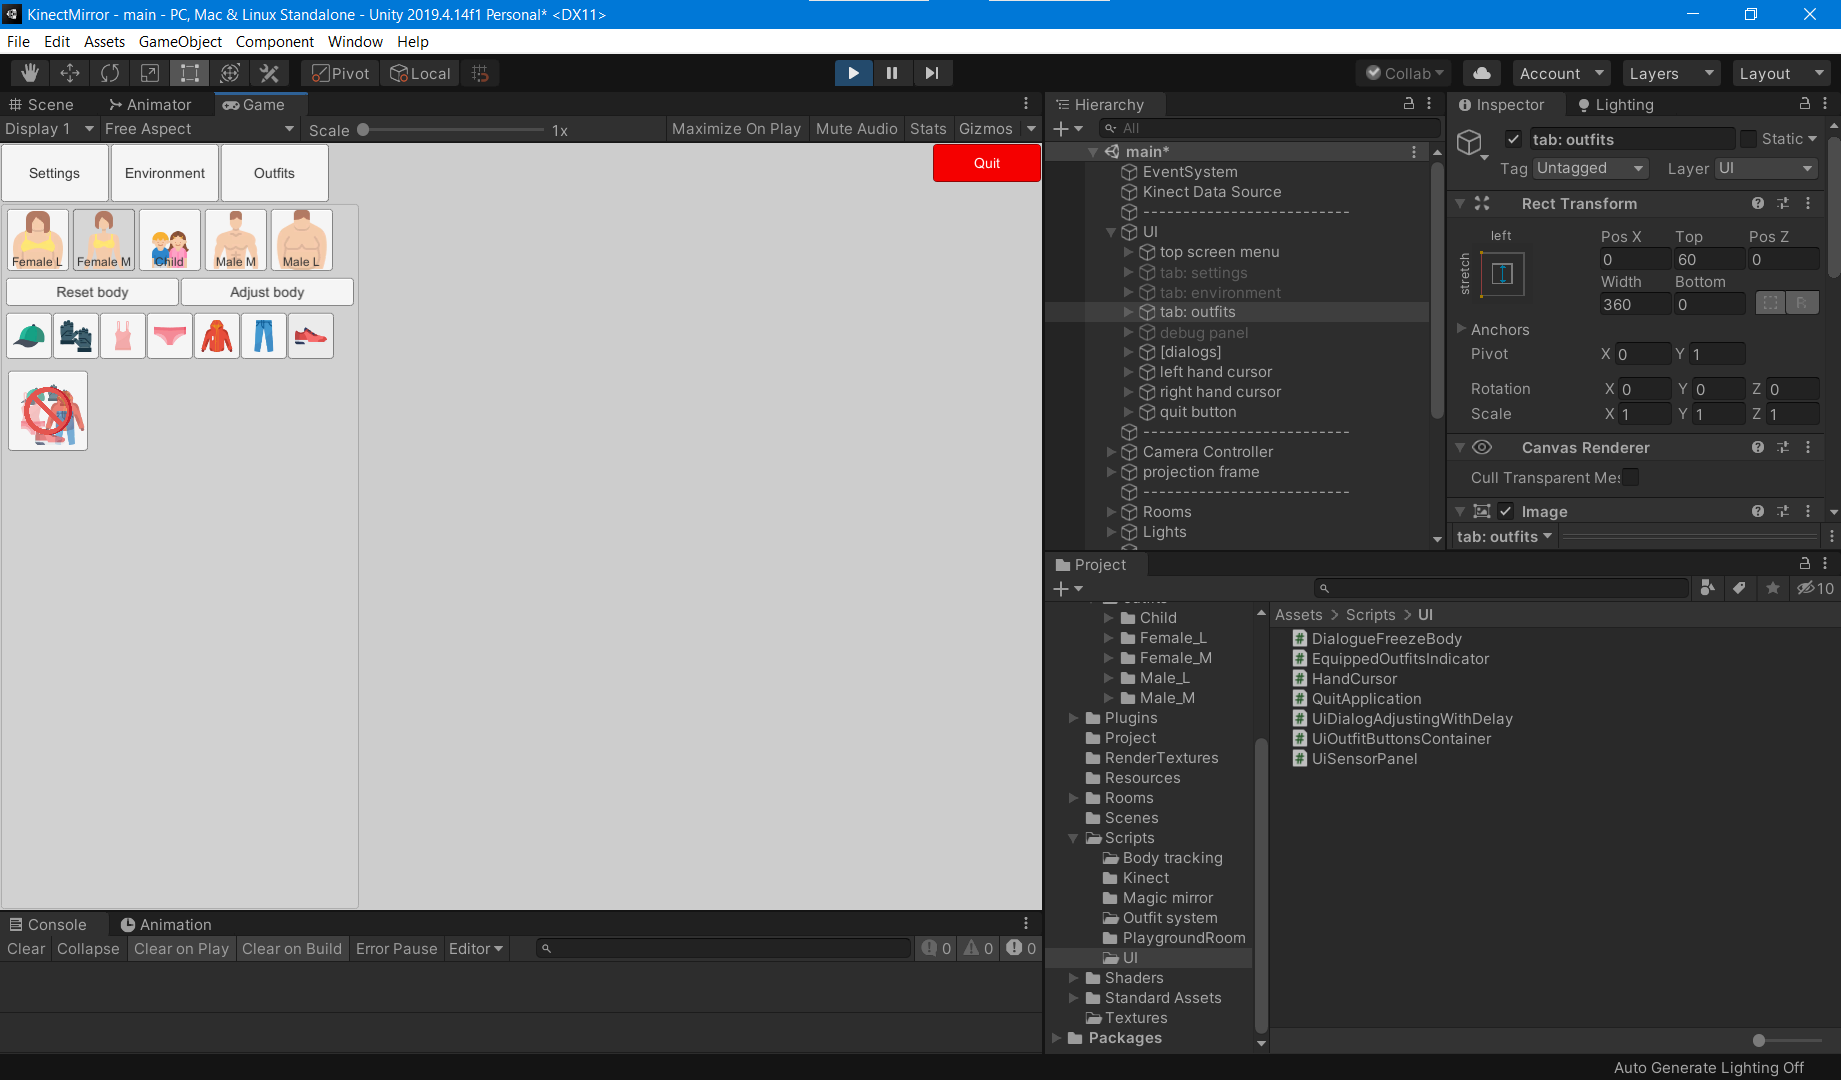 KinectMirror - main - PC, Mac & Linux Standalone - Unity 2019.4.14f1 Personal* <DX11>
File Edit Assets GameObject Component Window Help
Pivot Local Collab Account Layers Layout
Scene Animator Game
Display 1 Free Aspect Scale 1x Maximize On Play Mute Audio Stats Gizmos
Settings Environment Outfits Quit
Female L Female M Child Male M Male L
Reset body Adjust body
Console Animation
Clear Collapse Clear on Play Clear on Build Error Pause Editor 0 0 0
Hierarchy
All
main*
EventSystem
Kinect Data Source
--------------------------
UI
top screen menu
tab: settings
tab: environment
tab: outfits
debug panel
[dialogs]
left hand cursor
right hand cursor
quit button
--------------------------
Camera Controller
projection frame
--------------------------
Rooms
Lights
Inspector Lighting
tab: outfits Static
Tag Untagged Layer UI
Rect Transform
left
stretch
Pos X Top Pos Z
0 60 0
Width Bottom
360 0 R
Anchors
Pivot X 0 Y 1
Rotation X 0 Y 0 Z 0
Scale X 1 Y 1 Z 1
Canvas Renderer
Cull Transparent Mes
Image
tab: outfits
Project
10
Child
Female_L
Female_M
Male_L
Male_M
Plugins
Project
RenderTextures
Resources
Rooms
Scenes
Scripts
Body tracking
Kinect
Magic mirror
Outfit system
PlaygroundRoom
UI
Shaders
Standard Assets
Textures
Packages
Assets > Scripts > UI
DialogueFreezeBody
EquippedOutfitsIndicator
HandCursor
QuitApplication
UiDialogAdjustingWithDelay
UiOutfitButtonsContainer
UiSensorPanel
Auto Generate Lighting Off